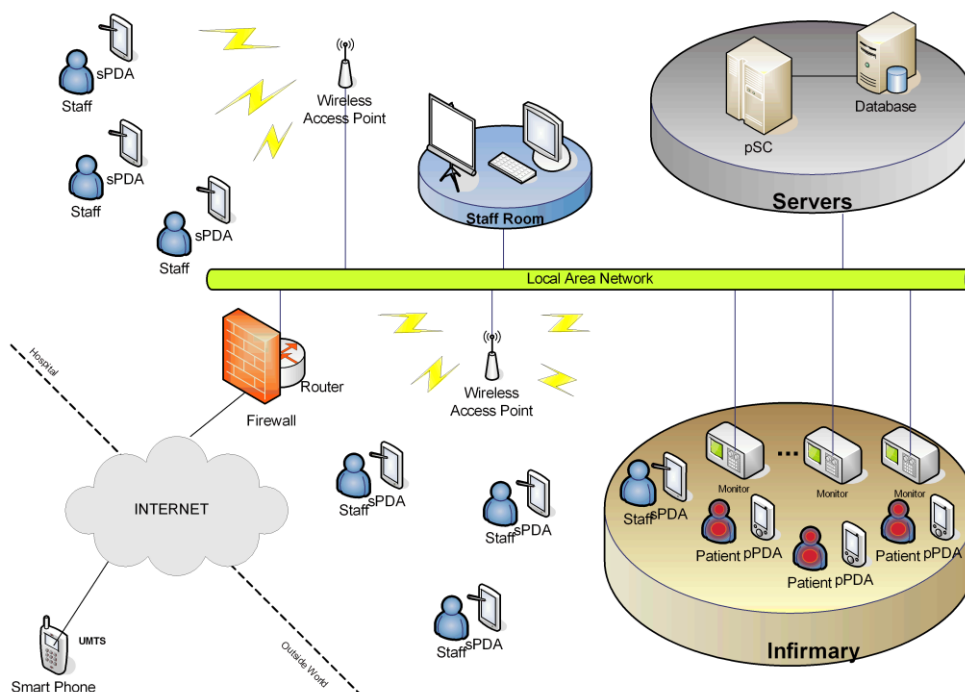 sPDA
Staff
Wireless
Access Point
sPDA
Staff
sPDA
Staff
Staff Room
pSC
Database
Servers
Local Area Network
Hospital
Router
Firewall
Wireless
Access Point
INTERNET
sPDA
Staff
sPDA
Staff
sPDA
Staff
Monitor
...
Monitor
Monitor
Staff
sPDA
Patient
pPDA
Patient
pPDA
Patient
pPDA
Infirmary
UMTS
Smart Phone
Outside World